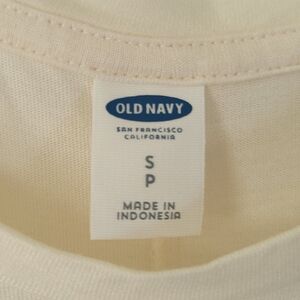 OLD NAVY
SAN FRANCISCO
CALIFORNIA
S
P
MADE IN
INDONESIA